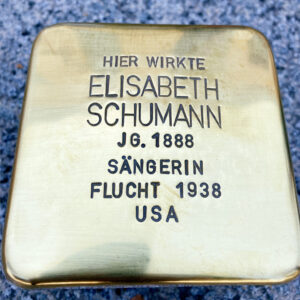 HIER WIRKTE
ELISABETH
SCHUMANN
JG. 1888
SÄNGERIN
FLUCHT 1938
USA